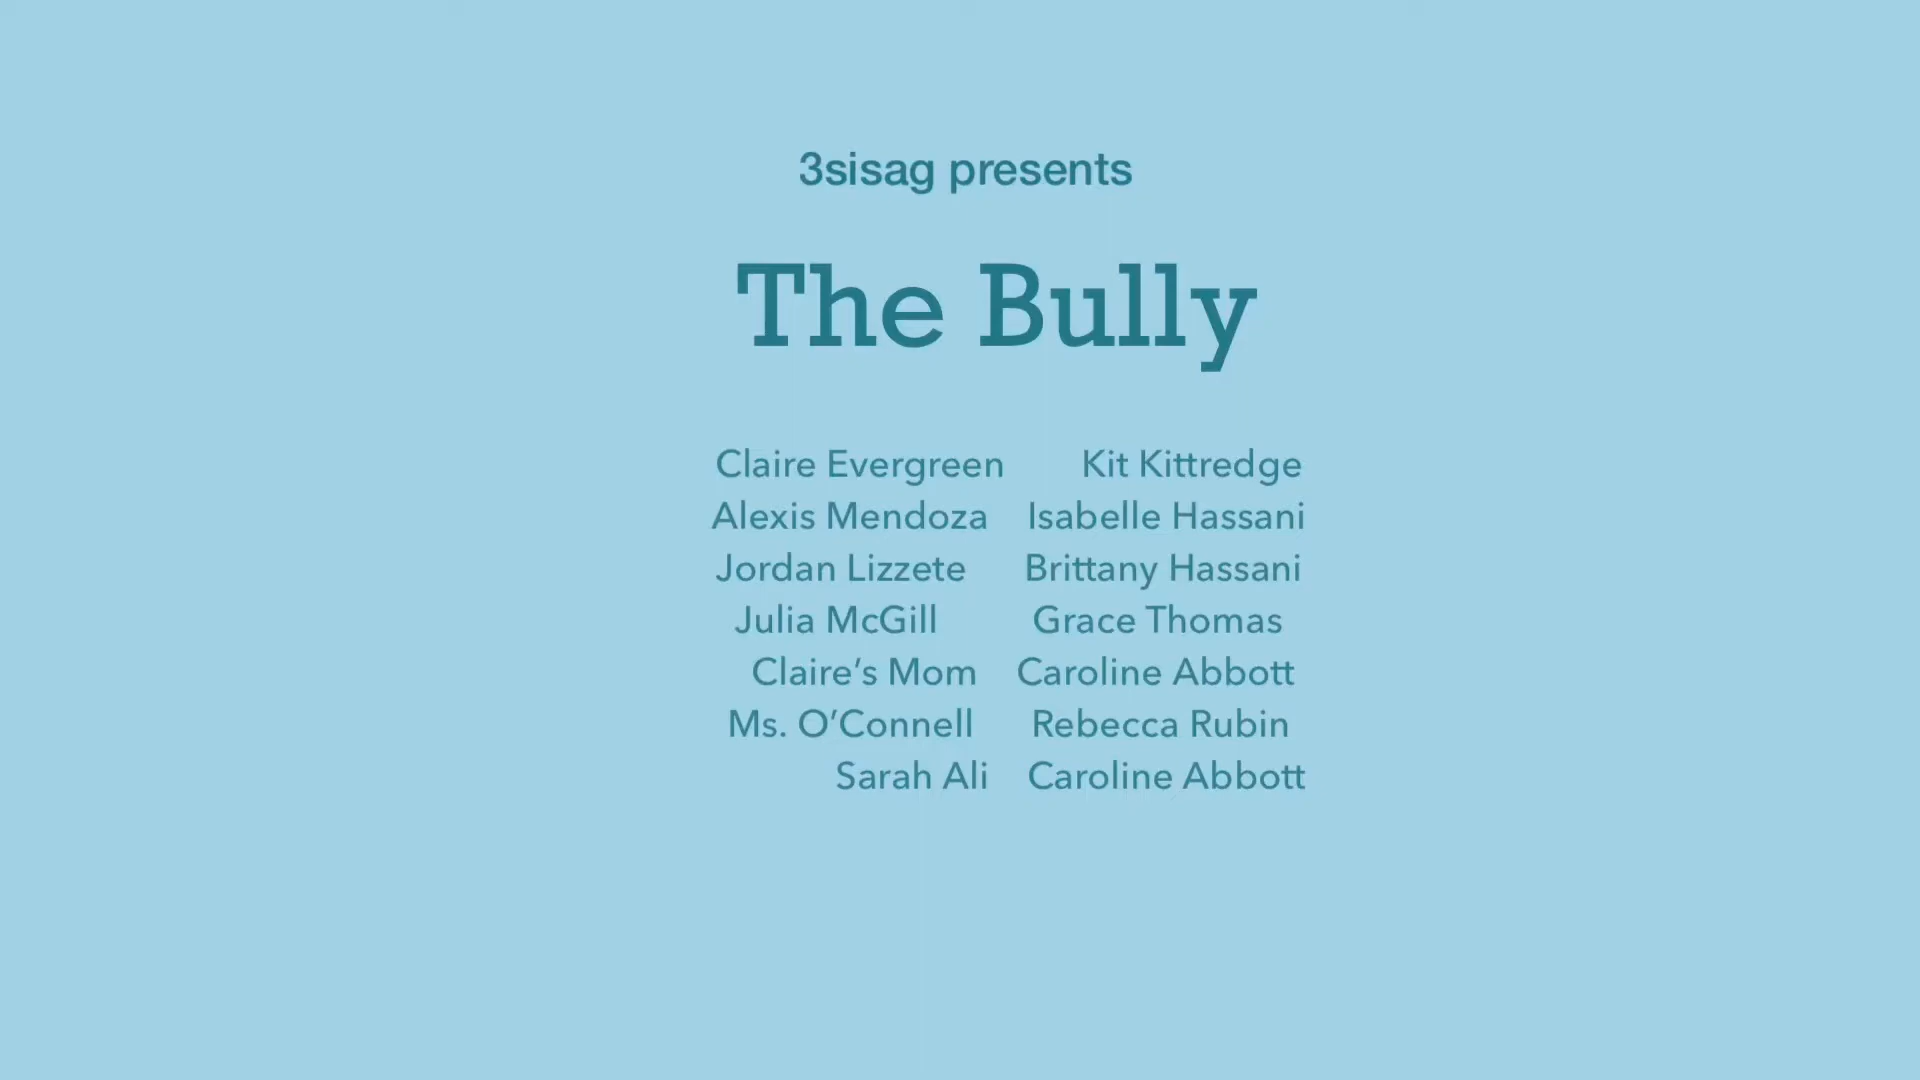 3sisag presents
The Bully
Claire Evergreen Kit Kittredge
Alexis Mendoza Isabelle Hassani
Jordan Lizzete Brittany Hassani
Julia McGill Grace Thomas
Claire’s Mom Caroline Abbott
Ms. O’Connell Rebecca Rubin
Sarah Ali Caroline Abbott